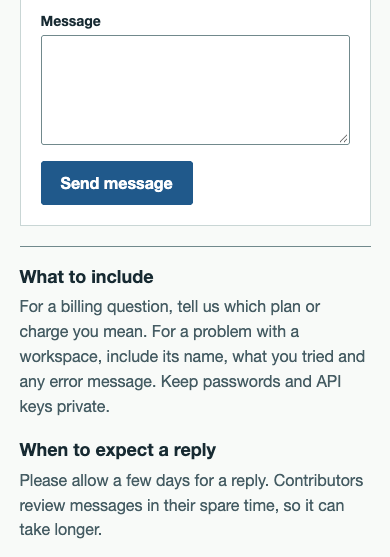 Message
Send message
What to include
For a billing question, tell us which plan or
charge you mean. For a problem with a
workspace, include its name, what you tried and
any error message. Keep passwords and API
keys private.
When to expect a reply
Please allow a few days for a reply. Contributors
review messages in their spare time, so it can
take longer.